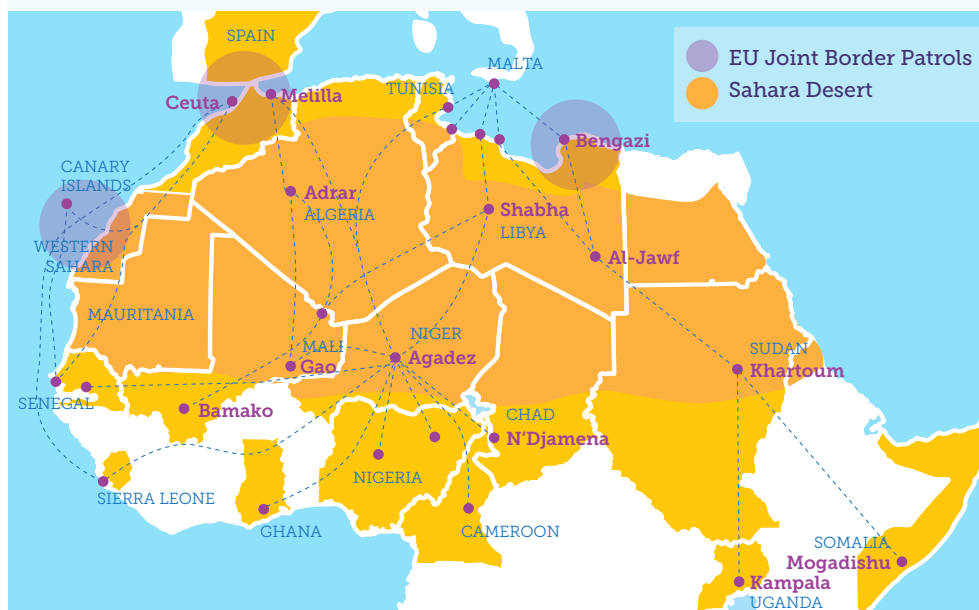 SPAIN
MALTA
EU Joint Border Patrols
Sahara Desert
TUNISIA
Ceuta
Melilla
Bengazi
CANARY
ISLANDS
Adrar
ALGERIA
Shabha
LIBYA
WESTERN
SAHARA
Al-Jawf
MAURITANIA
NIGER
MALI
Agadez
Gao
SUDAN
Khartoum
SENEGAL
Bamako
CHAD
N'Djamena
NIGERIA
SIERRA LEONE
GHANA
CAMEROON
SOMALIA
Mogadishu
Kampala
UGANDA